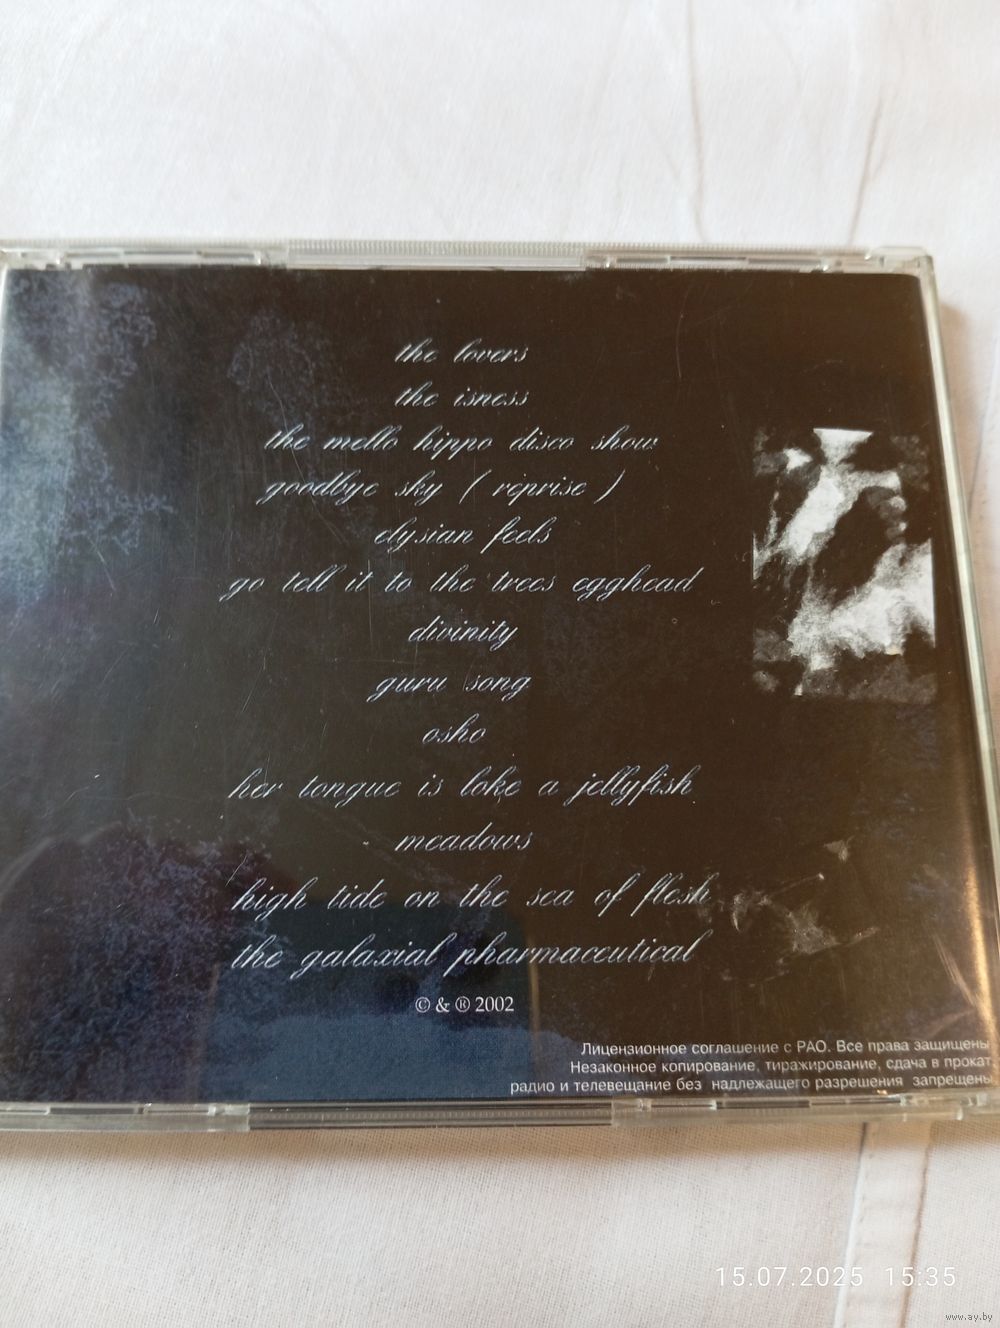 the lovers
the isness
the mello hippo disco show
goodbye sky ( reprise )
elysian feels
go tell it to the trees egghead
divinity
guru song
osho
her tongue is loke a jellyfish
meadows
high tide on the sea of flesh
the galaxial pharmaceutical
© & ® 2002
Лицензионное соглашение с РАО. Все права защищены.
Незаконное копирование, тиражирование, сдача в прокат,
радио и телевещание без надлежащего разрешения запрещены
15.07.2025 15:35
www.ay.by